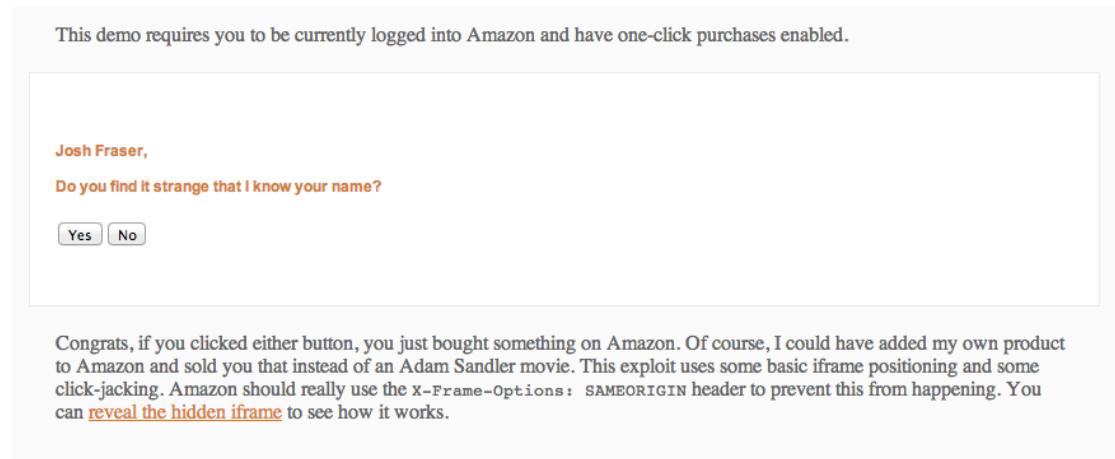 This demo requires you to be currently logged into Amazon and have one-click purchases enabled.
Josh Fraser,
Do you find it strange that I know your name?
Yes No
Congrats, if you clicked either button, you just bought something on Amazon. Of course, I could have added my own product
to Amazon and sold you that instead of an Adam Sandler movie. This exploit uses some basic iframe positioning and some
click-jacking. Amazon should really use the X-Frame-Options: SAMEORIGIN header to prevent this from happening. You
can reveal the hidden iframe to see how it works.